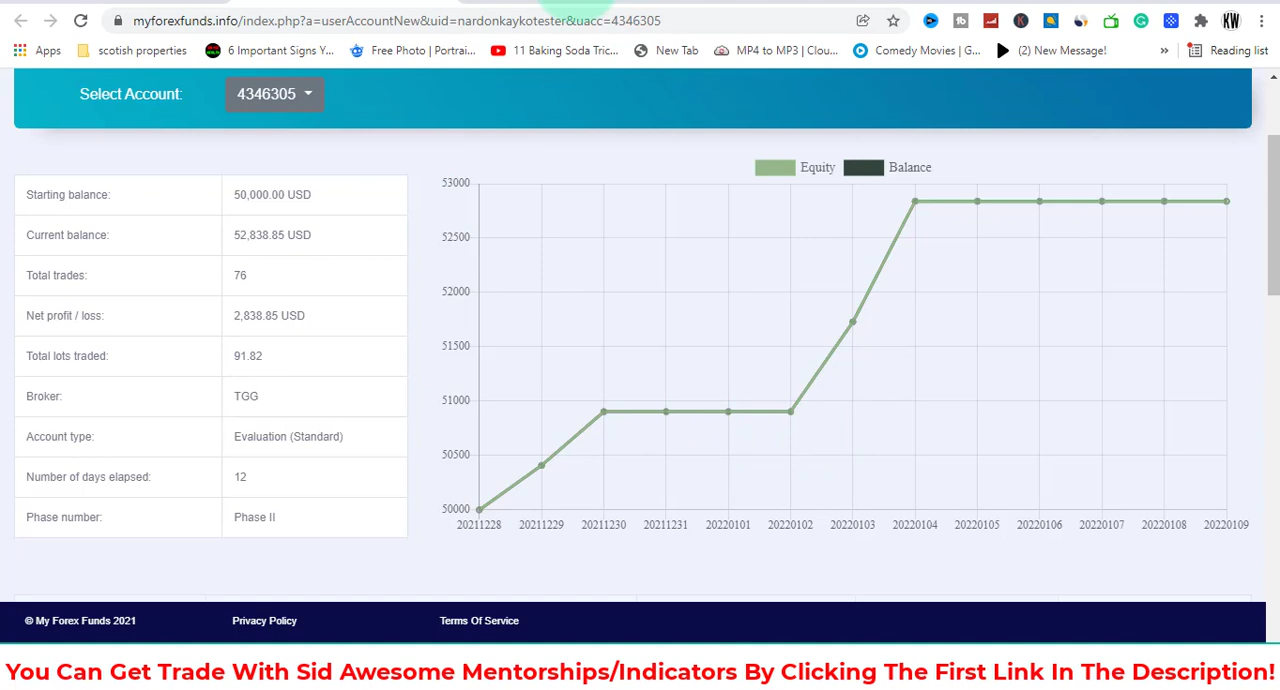 myforexfunds.info/index.php?a=userAccountNew&uid=nardonkaykotester&uacc=4346305
Apps scotish properties 6 Important Signs Y... Free Photo | Portai... 11 Baking Soda Tric... New Tab MP4 to MP3 | Clou... Comedy Movies | G... (2) New Message! » Reading list
Select Account: 4346305
Equity Balance
Starting balance: 50,000.00 USD
Current balance: 52,838.85 USD
Total trades: 76
Net profit / loss: 2,838.85 USD
Total lots traded: 91.82
Broker: TGG
Account type: Evaluation (Standard)
Number of days elapsed: 12
Phase number: Phase II
53000
52500
52000
51500
51000
50500
50000
20211228 20211229 20211230 20211231 20220101 20220102 20220103 20220104 20220105 20220106 20220107 20220108 20220109
© My Forex Funds 2021 Privacy Policy Terms Of Service
You Can Get Trade With Sid Awesome Mentorships/Indicators By Clicking The First Link In The Description!